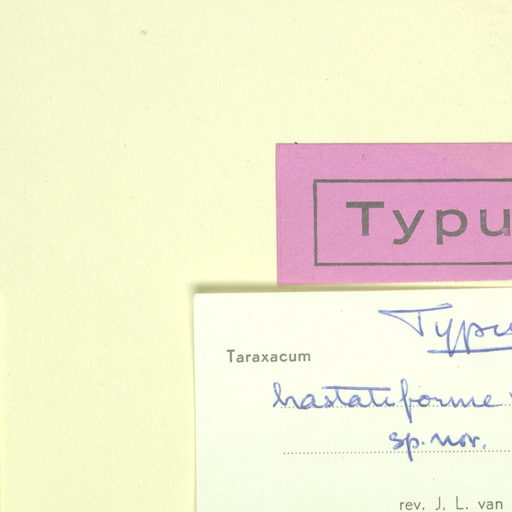 Typu
Typu
Taraxacum
hastatiforme
sp. nov.
rev. J. L. van